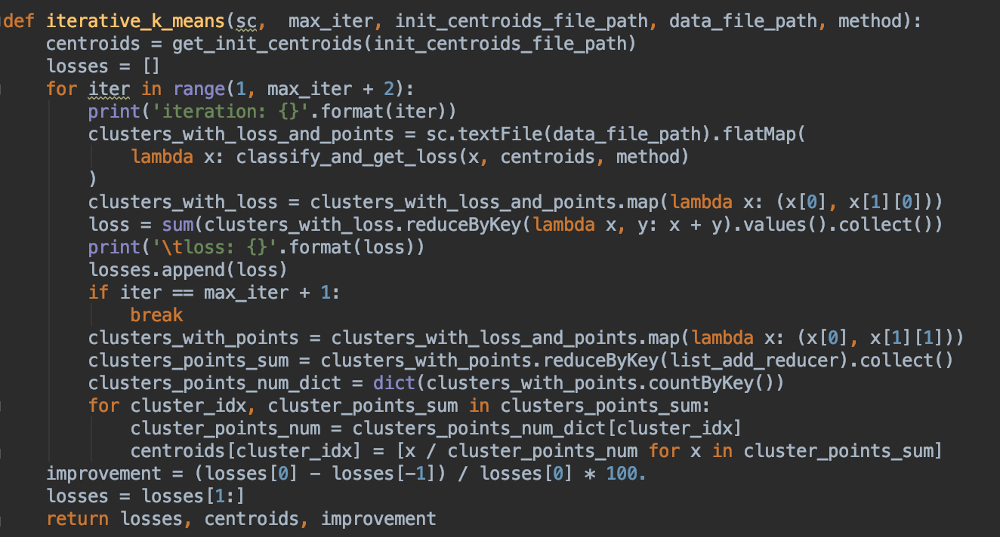 def iterative_k_means(sc,  max_iter, init_centroids_file_path, data_file_path, method):
    centroids = get_init_centroids(init_centroids_file_path)
    losses = []
    for iter in range(1, max_iter + 2):
        print('iteration: {}'.format(iter))
        clusters_with_loss_and_points = sc.textFile(data_file_path).flatMap(
            lambda x: classify_and_get_loss(x, centroids, method)
        )
        clusters_with_loss = clusters_with_loss_and_points.map(lambda x: (x[0], x[1][0]))
        loss = sum(clusters_with_loss.reduceByKey(lambda x, y: x + y).values().collect())
        print('\tloss: {}'.format(loss))
        losses.append(loss)
        if iter == max_iter + 1:
            break
        clusters_with_points = clusters_with_loss_and_points.map(lambda x: (x[0], x[1][1]))
        clusters_points_sum = clusters_with_points.reduceByKey(list_add_reducer).collect()
        clusters_points_num_dict = dict(clusters_with_points.countByKey())
        for cluster_idx, cluster_points_sum in clusters_points_sum:
            cluster_points_num = clusters_points_num_dict[cluster_idx]
            centroids[cluster_idx] = [x / cluster_points_num for x in cluster_points_sum]
    improvement = (losses[0] - losses[-1]) / losses[0] * 100.
    losses = losses[1:]
    return losses, centroids, improvement